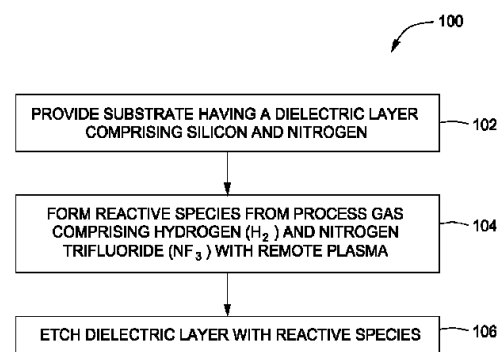 100
PROVIDE SUBSTRATE HAVING A DIELECTRIC LAYER
COMPRISING SILICON AND NITROGEN
102
FORM REACTIVE SPECIES FROM PROCESS GAS
COMPRISING HYDROGEN (H₂) AND NITROGEN
TRIFLUORIDE (NF₃) WITH REMOTE PLASMA
104
ETCH DIELECTRIC LAYER WITH REACTIVE SPECIES
106